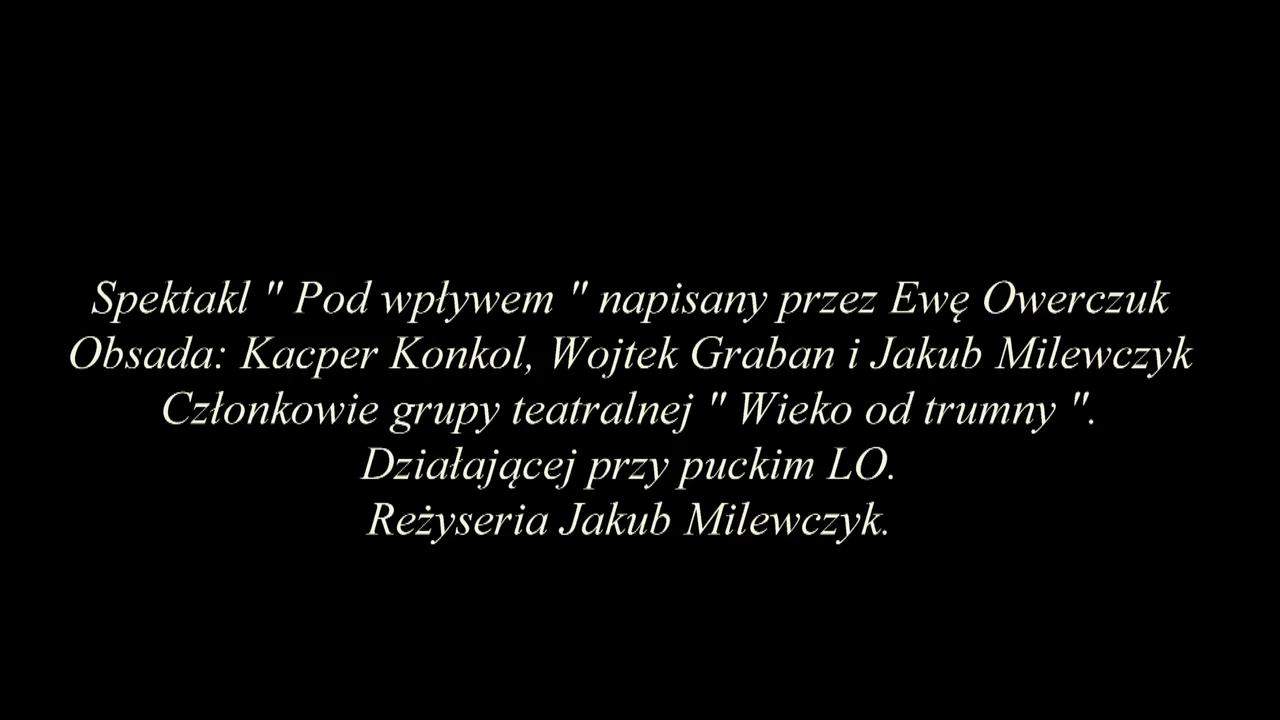 Spektakl " Pod wpływem " napisany przez Ewę Owerczuk
Obsada: Kacper Konkol, Wojtek Graban i Jakub Milewczyk
Członkowie grupy teatralnej " Wieko od trumny ".
Działającej przy puckim LO.
Reżyseria Jakub Milewczyk.